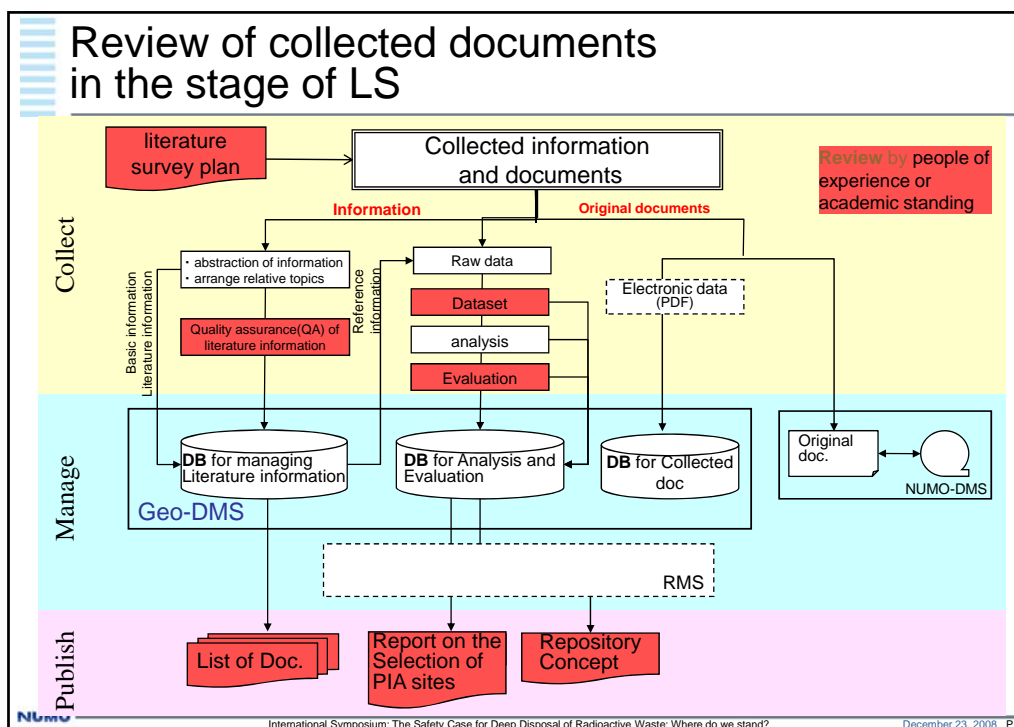 Review of collected documents
in the stage of LS
literature
survey plan
Collected information
and documents
Review by people of
experience or
academic standing
Information
Original documents
Collect
・abstraction of information
・arrange relative topics
Raw data
Electronic data
(PDF)
Basic information
Literature information
Reference
information
Dataset
Quality assurance(QA) of
literature information
analysis
Evaluation
Manage
DB for managing
Literature information
DB for Analysis and
Evaluation
DB for Collected
doc
Original
doc.
NUMO-DMS
Geo-DMS
RMS
Publish
List of Doc.
Report on the
Selection of
PIA sites
Repository
Concept
NUMO
International Symposium: The Safety Case for Deep Disposal of Radioactive Waste: Where do we stand?
December 23, 2008 P